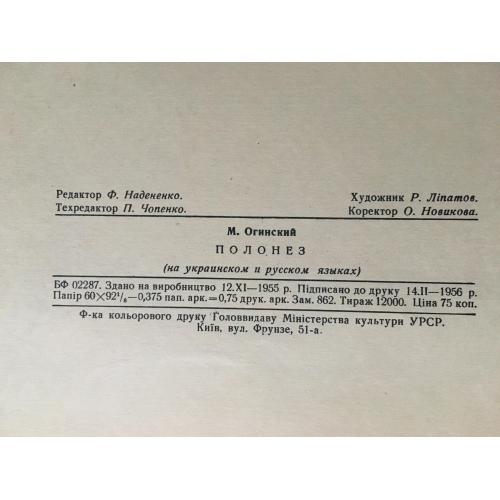 Редактор Ф. Надененко.
Художник Р. Ліпатов.
Техредактор П. Чопенко.
Коректор О. Новикова.
М. Огинский
ПОЛОНЕЗ
(на украинском и русском языках)
БФ 02287. Здано на виробництво 12.XI—1955 р. Підписано до друку 14.II—1956 р.
Папір 60×92¹/₈—0,375 пап. арк.=0,75 друк. арк. Зам. 862. Тираж 12000. Ціна 75 коп.
Ф-ка кольорового друку Головвидаву Міністерства культури УРСР.
Київ, вул. Фрунзе, 51-а.